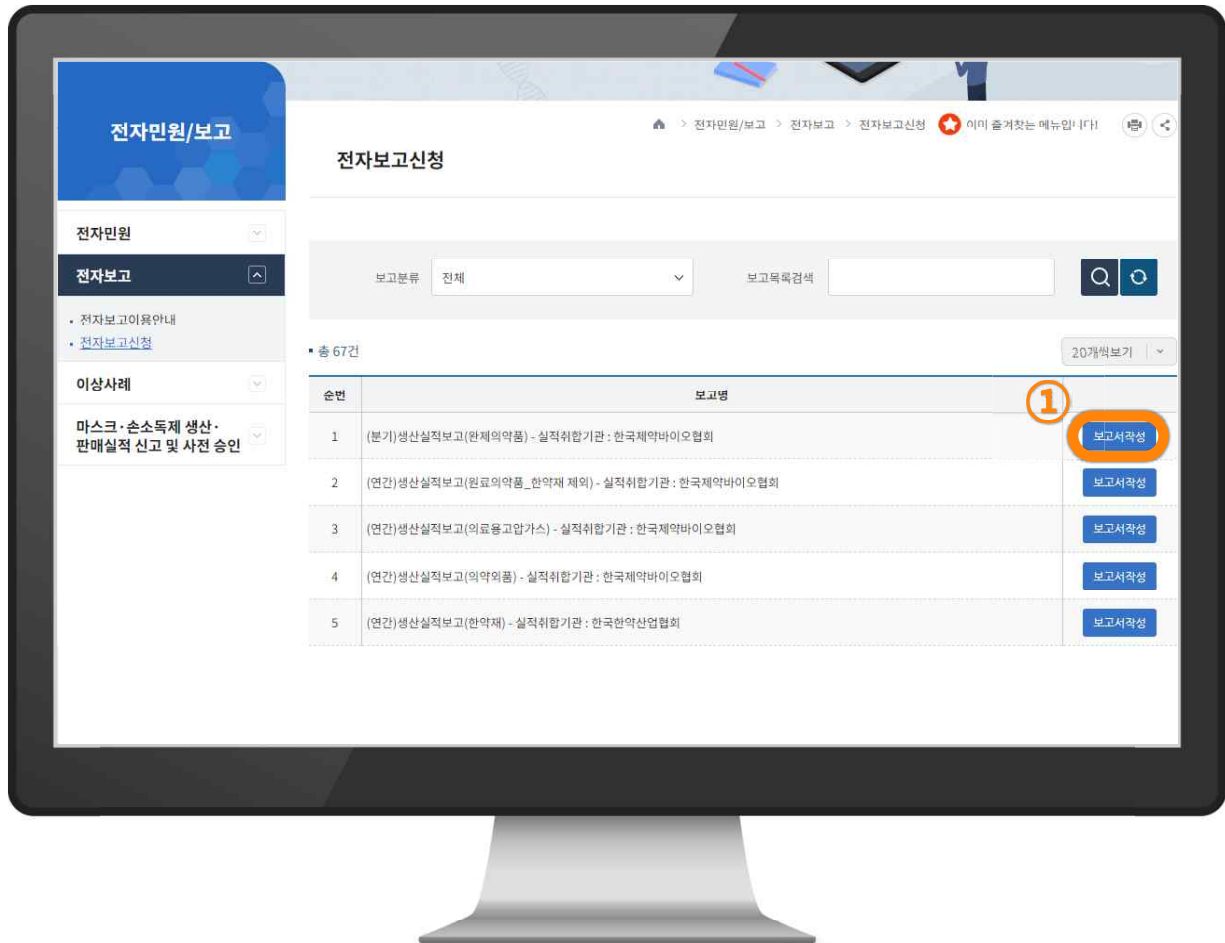 전자민원/보고
전자민원
전자보고
• 전자보고이용안내
• 전자보고신청
이상사례
마스크·손소독제 생산·
판매실적 신고 및 사전 승인
> 전자민원/보고 > 전자보고 > 전자보고신청 이미 즐겨찾는 메뉴입니다!
전자보고신청
보고분류 전체 보고목록검색
▪ 총 67건 20개씩보기
순번 보고명
①
1 (분기)생산실적보고(완제의약품) - 실적취합기관 : 한국제약바이오협회 보고서작성
2 (연간)생산실적보고(원료의약품_한약재 제외) - 실적취합기관 : 한국제약바이오협회 보고서작성
3 (연간)생산실적보고(의료용고압가스) - 실적취합기관 : 한국제약바이오협회 보고서작성
4 (연간)생산실적보고(의약외품) - 실적취합기관 : 한국제약바이오협회 보고서작성
5 (연간)생산실적보고(한약재) - 실적취합기관 : 한국한약산업협회 보고서작성